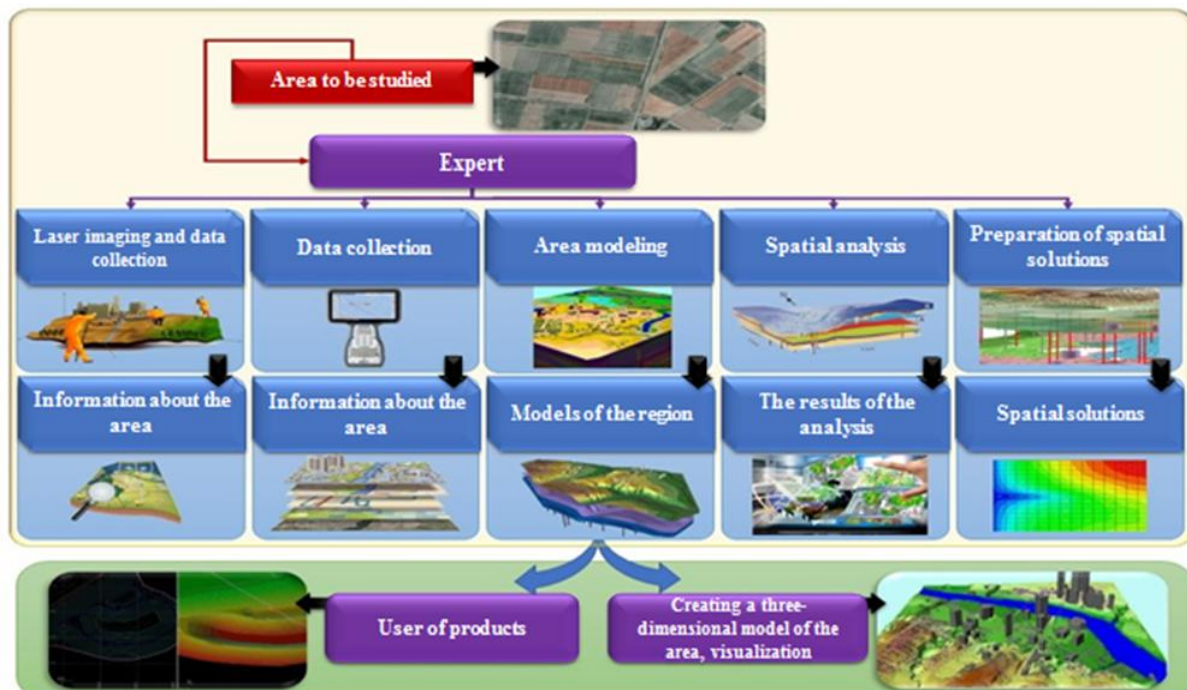 Area to be studied
Expert
Laser imaging and data
collection
Data collection
Area modeling
Spatial analysis
Preparation of spatial
solutions
Information about the
area
Information about the
area
Models of the region
The results of the
analysis
Spatial solutions
User of products
Creating a three-
dimensional model of the
area, visualization